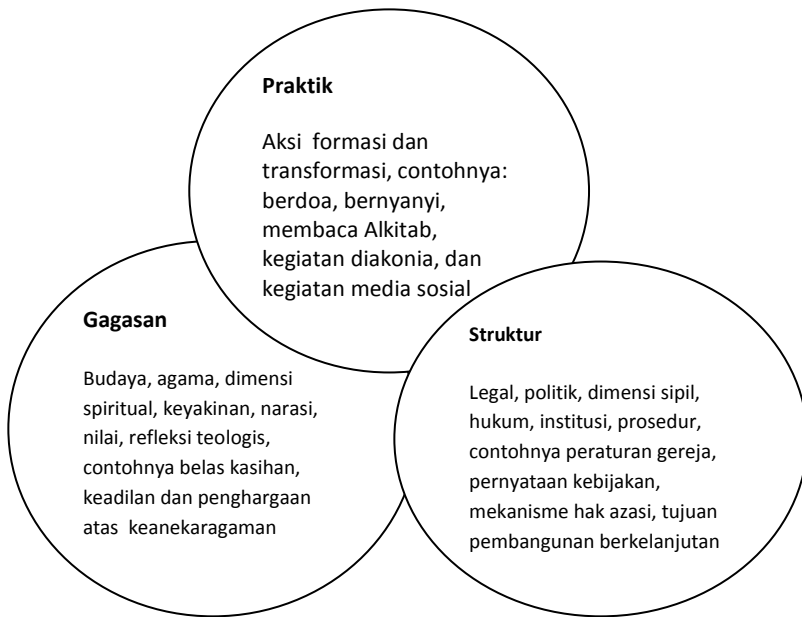 Praktik
Aksi formasi dan
transformasi, contohnya:
berdoa, bernyanyi,
membaca Alkitab,
kegiatan diakonia, dan
kegiatan media sosial
Gagasan
Budaya, agama, dimensi
spiritual, keyakinan, narasi,
nilai, refleksi teologis,
contohnya belas kasihan,
keadilan dan penghargaan
atas keanekaragaman
Struktur
Legal, politik, dimensi sipil,
hukum, institusi, prosedur,
contohnya peraturan gereja,
pernyataan kebijakan,
mekanisme hak azasi, tujuan
pembangunan berkelanjutan